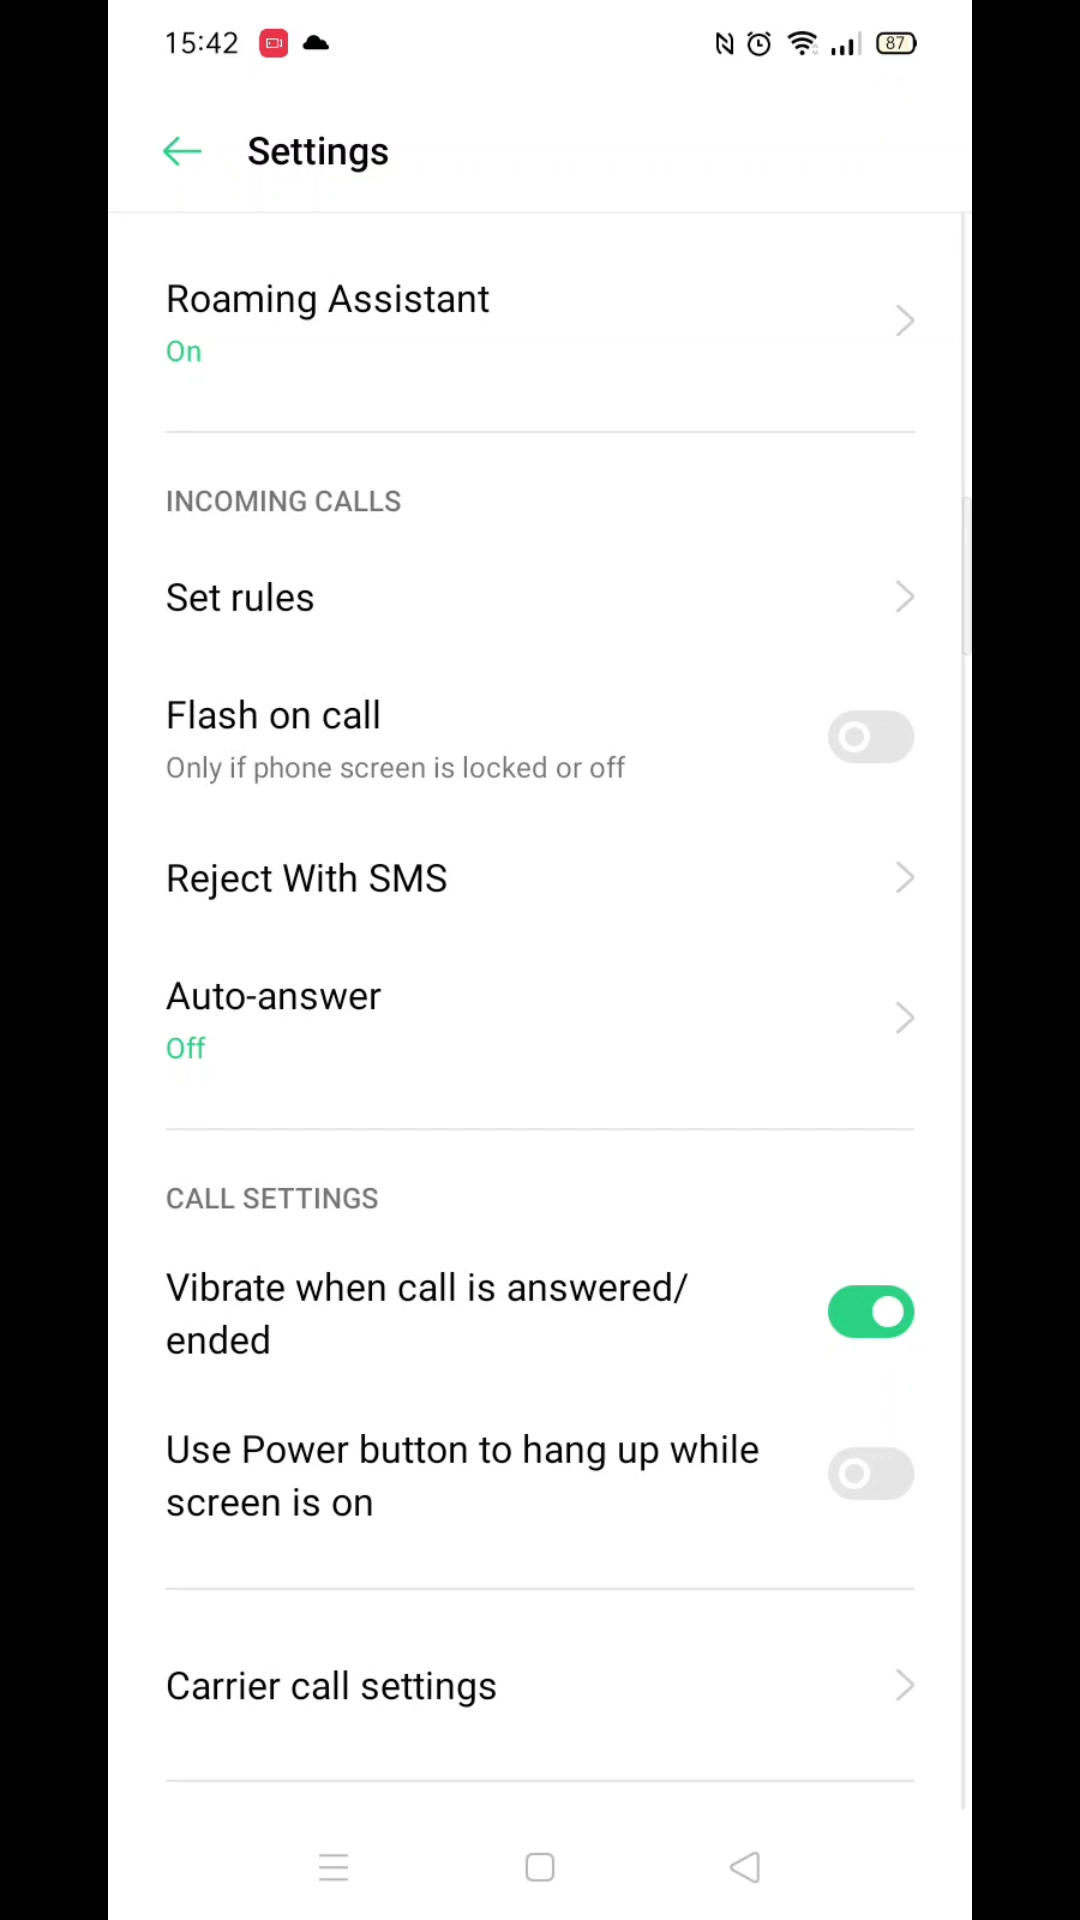 15:42
87
Settings
Roaming Assistant
On
INCOMING CALLS
Set rules
Flash on call
Only if phone screen is locked or off
Reject With SMS
Auto-answer
Off
CALL SETTINGS
Vibrate when call is answered/
ended
Use Power button to hang up while
screen is on
Carrier call settings